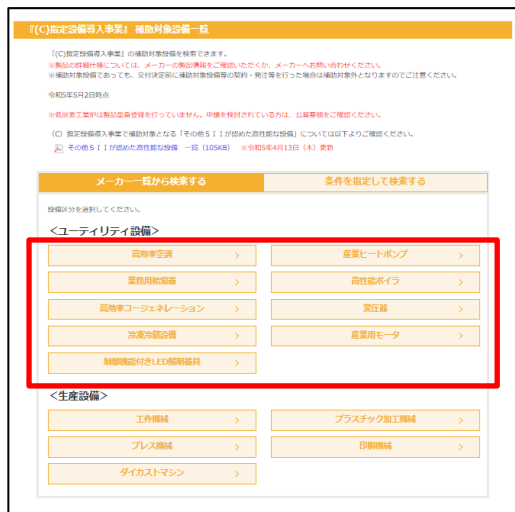 『(C)指定設備導入事業』 補助対象設備一覧
『(C)指定設備導入事業』の補助対象設備を検索できます。
※製品の詳細仕様については、メーカーの製品情報をご確認いただくか、メーカーへお問い合わせください。
※補助対象設備であっても、交付決定前に補助対象設備等の契約・発注等を行った場合は補助対象外となりますのでご注意ください。
令和5年5月2日時点
※低炭素工業炉は製品型番登録を行っていません。申請を検討されている方は、公募要領をご確認ください。
(C) 指定設備導入事業で補助対象となる「その他SIIが認めた高性能な設備」については以下よりご確認ください。
その他SIIが認めた高性能な設備 一覧 (105KB) ※令和5年4月13日（木）更新
メーカー一覧から検索する
条件を指定して検索する
設備区分を選択してください。
＜ユーティリティ設備＞
高効率空調 >
産業ヒートポンプ >
業務用給湯器 >
高性能ボイラ >
高効率コージェネレーション >
変圧器 >
冷凍冷蔵設備 >
産業用モータ >
制御機能付きLED照明器具 >
＜生産設備＞
工作機械 >
プラスチック加工機械 >
プレス機械 >
印刷機械 >
ダイカストマシン >